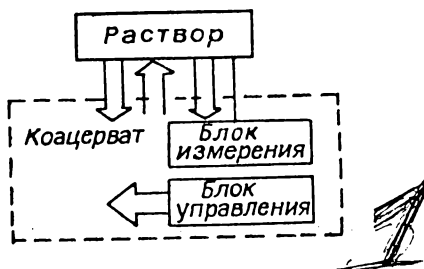 Раствор
Коацерват
Блок
измерения
Блок
управления